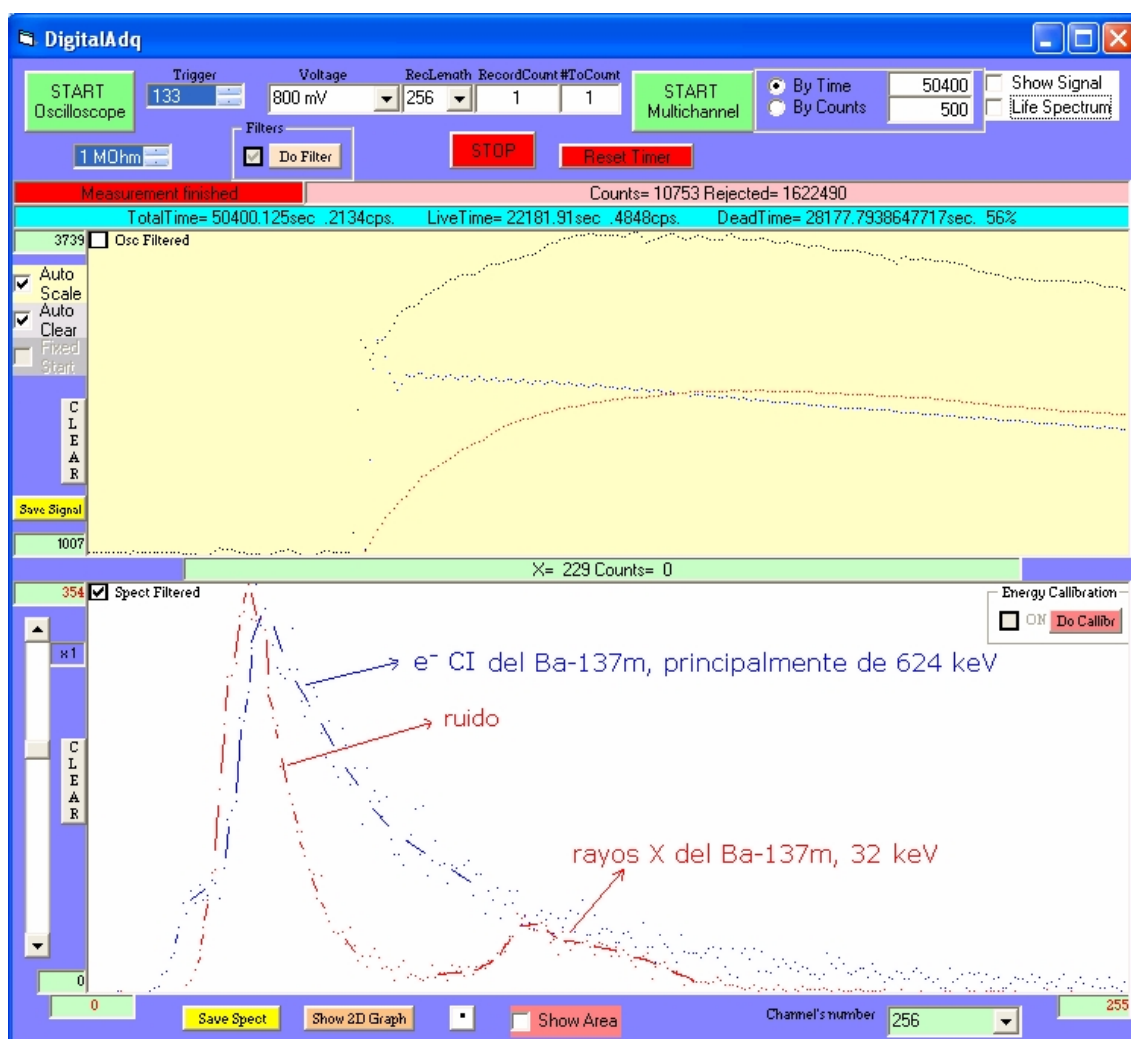 DigitalAdq
START Oscilloscope
Trigger
133
Voltage
800 mV
RecLength
256
RecordCount
1
#ToCount
1
START Multichannel
By Time
50400
By Counts
500
Show Signal
Life Spectrum
1 MOhm
Filters
Do Filter
STOP
Reset Timer
Measurement finished
Counts= 10753 Rejected= 1622490
TotalTime= 50400.125sec .2134cps. LiveTime= 22181.91sec .4848cps. DeadTime= 28177.7938647717sec. 56%
3739
Osc Filtered
Auto Scale
Auto Clear
Fixed Start
CLEAR
Save Signal
1007
X= 229 Counts= 0
354
Spect Filtered
Energy Callibration
ON
Do Callibr
x1
e⁻ CI del Ba-137m, principalmente de 624 keV
ruido
CLEAR
rayos X del Ba-137m, 32 keV
0
0
255
Save Spect
Show 2D Graph
Show Area
Channel's number
256